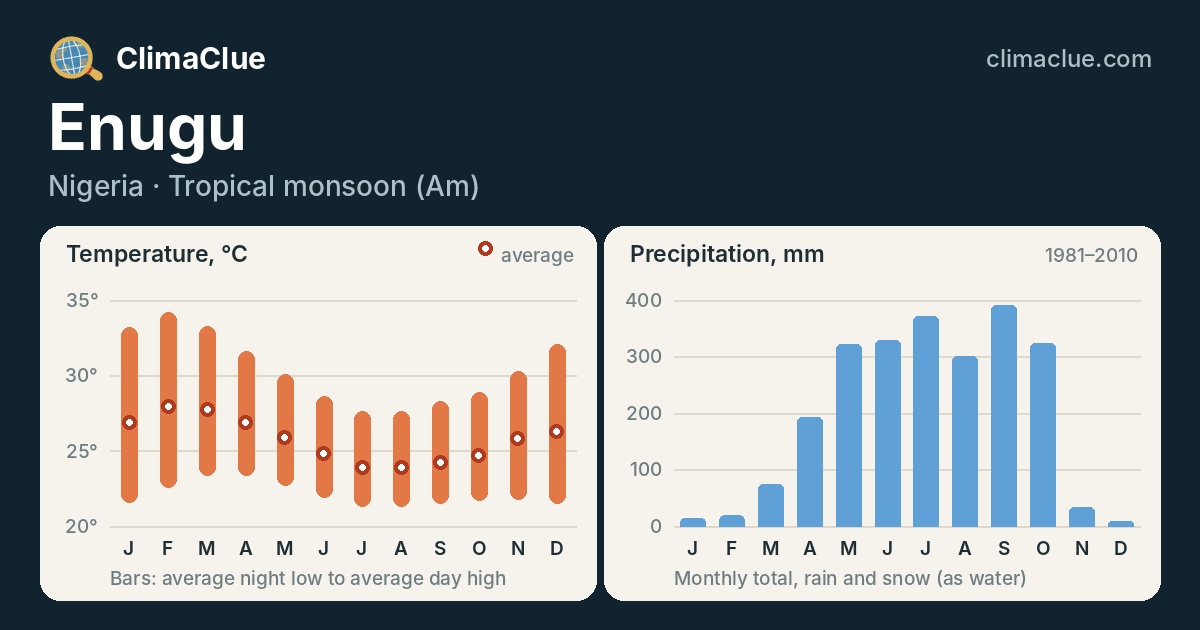 ClimaClue
climaclue.com
Enugu
Nigeria · Tropical monsoon (Am)
Temperature, °C
average
35°
30°
25°
20°
J F M A M J J A S O N D
Bars: average night low to average day high
Precipitation, mm
1981–2010
400
300
200
100
0
J F M A M J J A S O N D
Monthly total, rain and snow (as water)